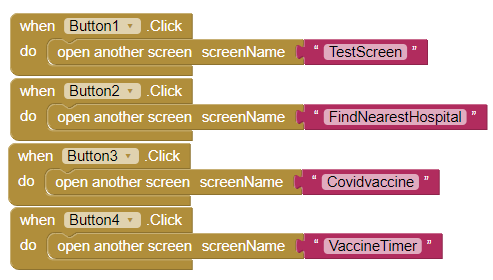 when Button1 .Click
do open another screen screenName “ TestScreen ”
when Button2 .Click
do open another screen screenName “ FindNearestHospital ”
when Button3 .Click
do open another screen screenName “ Covidvaccine ”
when Button4 .Click
do open another screen screenName “ VaccineTimer ”